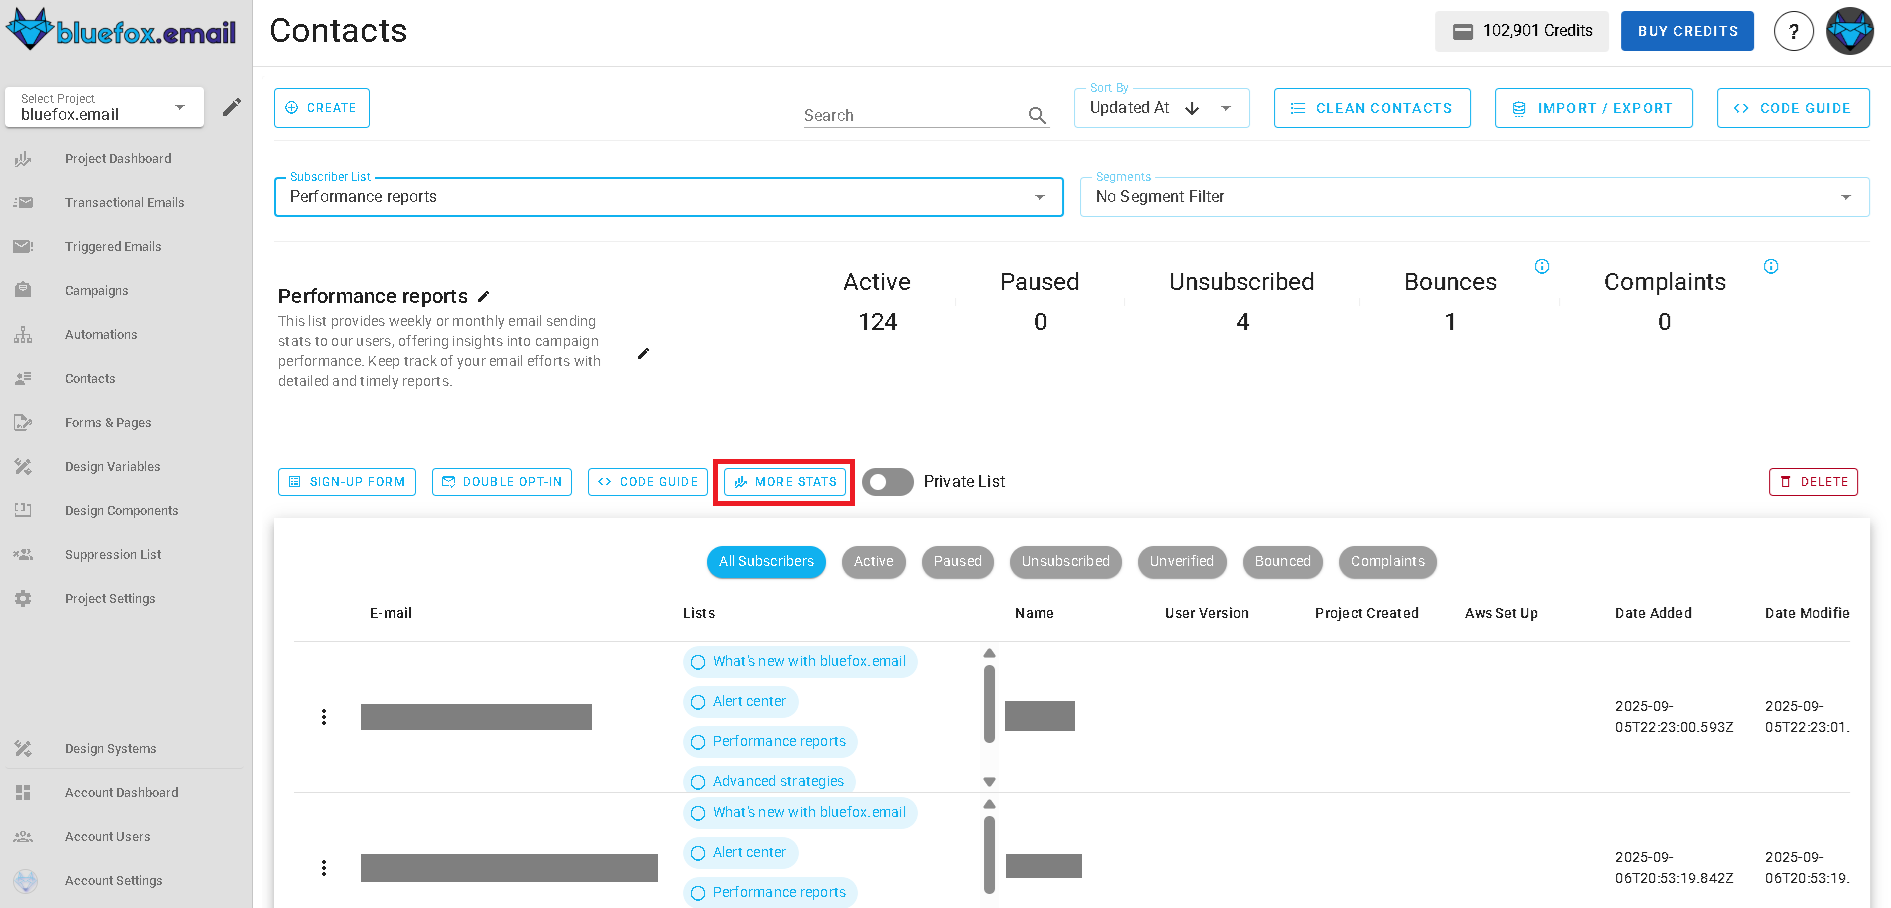 bluefox.email
Contacts
102,901 Credits
BUY CREDITS
?
Select Project
bluefox.email
Project Dashboard
Transactional Emails
Triggered Emails
Campaigns
Automations
Contacts
Forms & Pages
Design Variables
Design Components
Suppression List
Project Settings
Design Systems
Account Dashboard
Account Users
Account Settings
CREATE
Search
Sort By
Updated At
CLEAN CONTACTS
IMPORT / EXPORT
CODE GUIDE
Subscriber List
Performance reports
Segments
No Segment Filter
Performance reports
This list provides weekly or monthly email sending
stats to our users, offering insights into campaign
performance. Keep track of your email efforts with
detailed and timely reports.
Active
124
Paused
0
Unsubscribed
4
Bounces
1
Complaints
0
SIGN-UP FORM
DOUBLE OPT-IN
CODE GUIDE
MORE STATS
Private List
DELETE
All Subscribers
Active
Paused
Unsubscribed
Unverified
Bounced
Complaints
E-mail
Lists
Name
User Version
Project Created
Aws Set Up
Date Added
Date Modifie
What's new with bluefox.email
Alert center
Performance reports
Advanced strategies
2025-09-
05T22:23:00.593Z
2025-09-
05T22:23:01.
What's new with bluefox.email
Alert center
Performance reports
2025-09-
06T20:53:19.842Z
2025-09-
06T20:53:19.